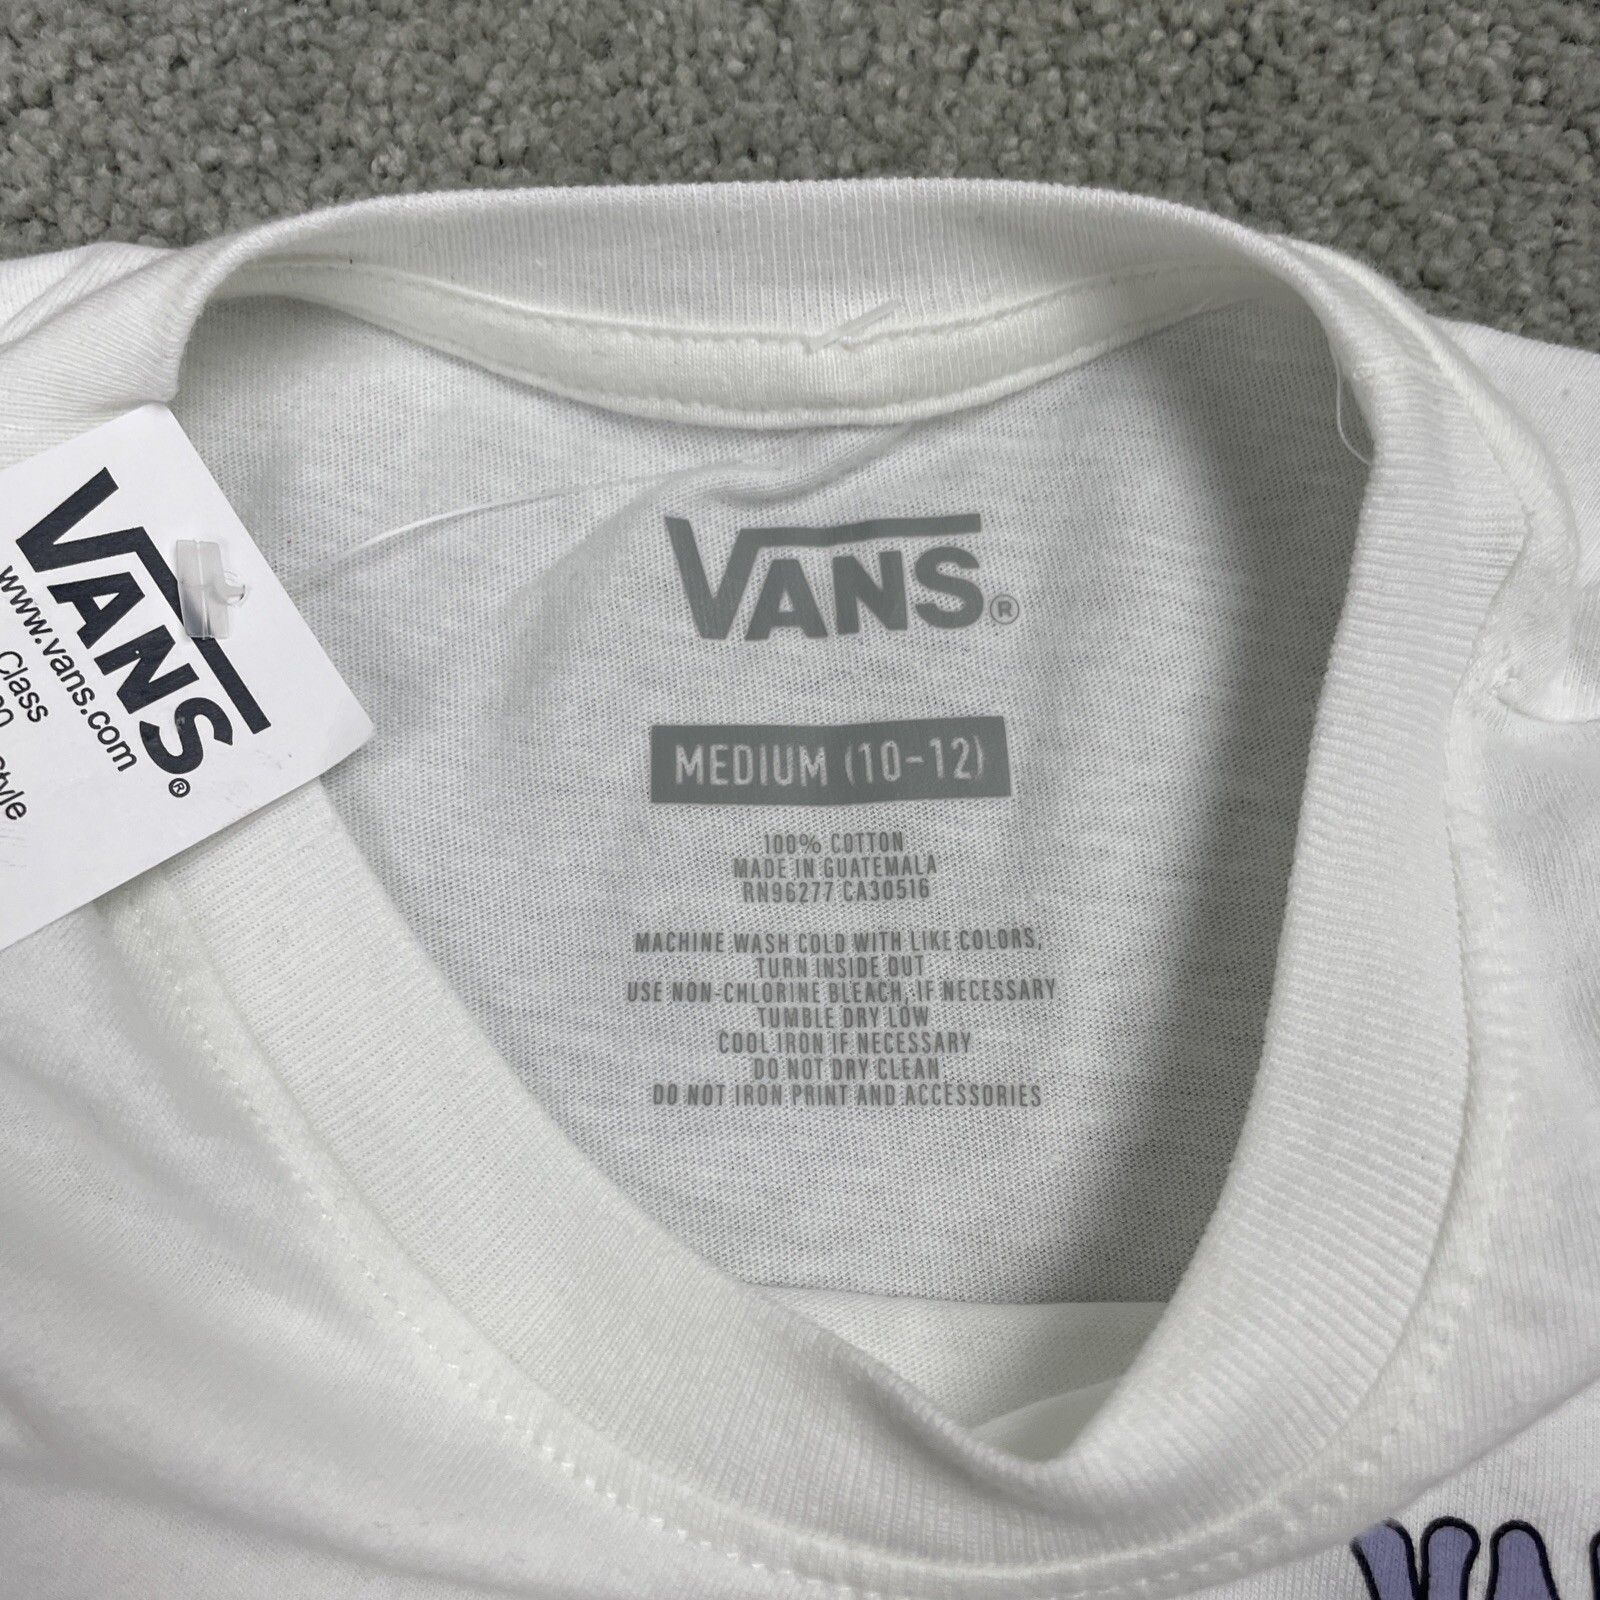 VANS®
www.vans.com
Class
Style
VANS®
MEDIUM (10-12)
100% COTTON
MADE IN GUATEMALA
RN96277 CA30516
MACHINE WASH COLD WITH LIKE COLORS,
TURN INSIDE OUT
USE NON-CHLORINE BLEACH, IF NECESSARY
TUMBLE DRY LOW
COOL IRON IF NECESSARY
DO NOT DRY CLEAN
DO NOT IRON PRINT AND ACCESSORIES